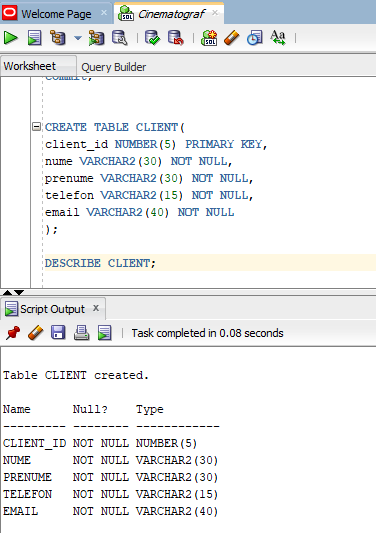 Welcome Page
Cinematograf
Worksheet
Query Builder
commit;
CREATE TABLE CLIENT(
client_id NUMBER(5) PRIMARY KEY,
nume VARCHAR2(30) NOT NULL,
prenume VARCHAR2(30) NOT NULL,
telefon VARCHAR2(15) NOT NULL,
email VARCHAR2(40) NOT NULL
);
DESCRIBE CLIENT;
Script Output x
Task completed in 0.08 seconds
Table CLIENT created.
Name      Null?    Type
--------- -------- ------------
CLIENT_ID NOT NULL NUMBER(5)
NUME      NOT NULL VARCHAR2(30)
PRENUME   NOT NULL VARCHAR2(30)
TELEFON   NOT NULL VARCHAR2(15)
EMAIL     NOT NULL VARCHAR2(40)